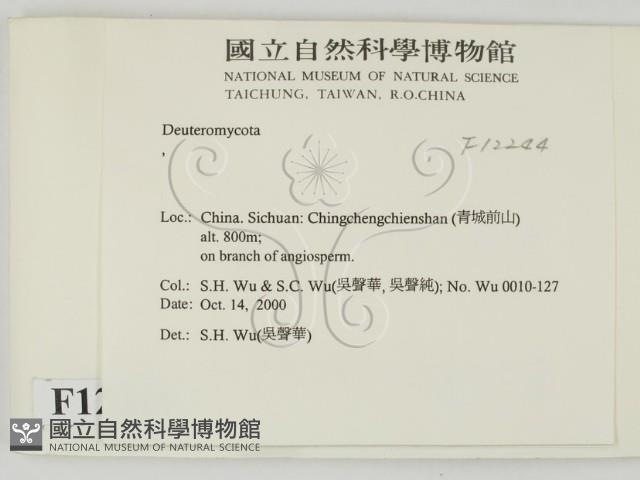 國立自然科學博物館
NATIONAL MUSEUM OF NATURAL SCIENCE
TAICHUNG, TAIWAN, R.O.CHINA
Deuteromycota
,
F12244
Loc.: China. Sichuan: Chingchengchienshan (青城前山)
alt. 800m;
on branch of angiosperm.
Col.: S.H. Wu & S.C. Wu(吳聲華, 吳聲純); No. Wu 0010-127
Date: Oct. 14, 2000
Det.: S.H. Wu(吳聲華)
F12
國立自然科學博物館
NATIONAL MUSEUM OF NATURAL SCIENCE